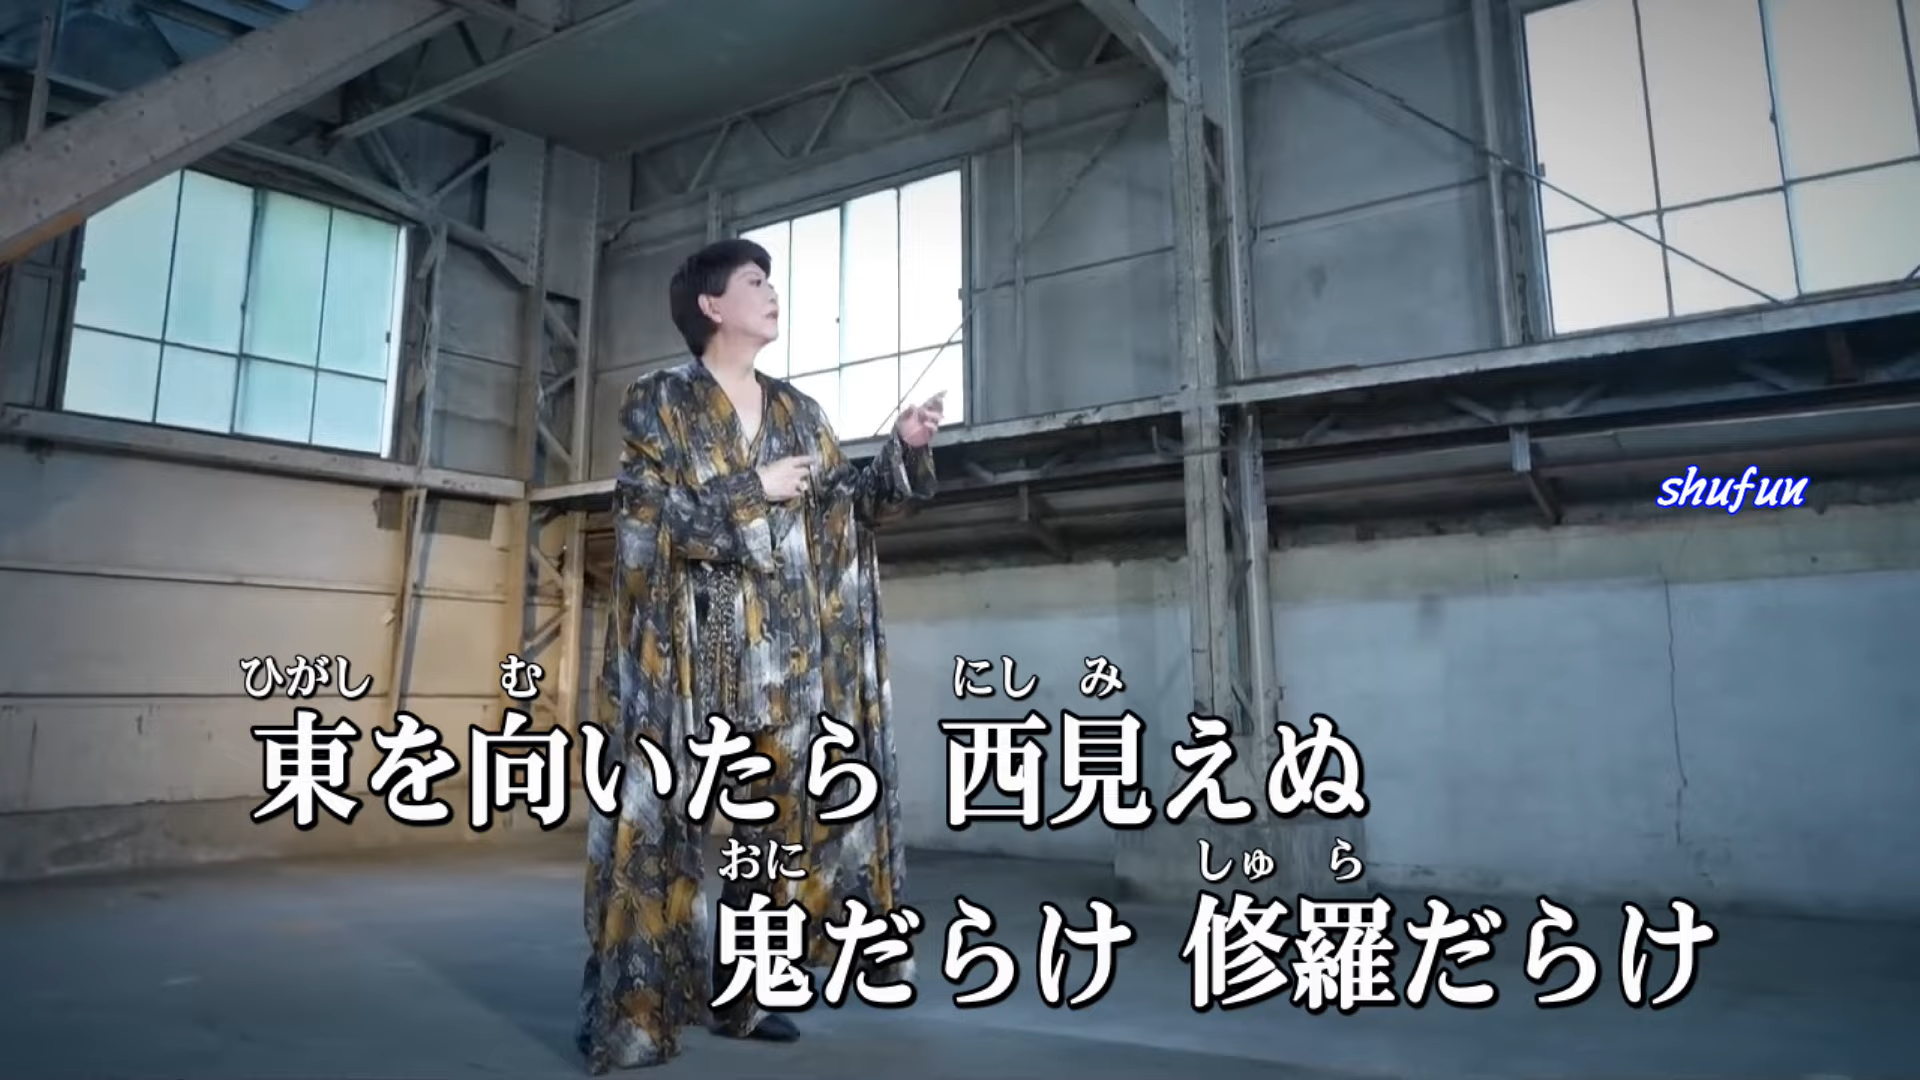 shufun
ひがし む にし み
東を向いたら 西見えぬ
おに しゅ ら
鬼だらけ 修羅だらけ